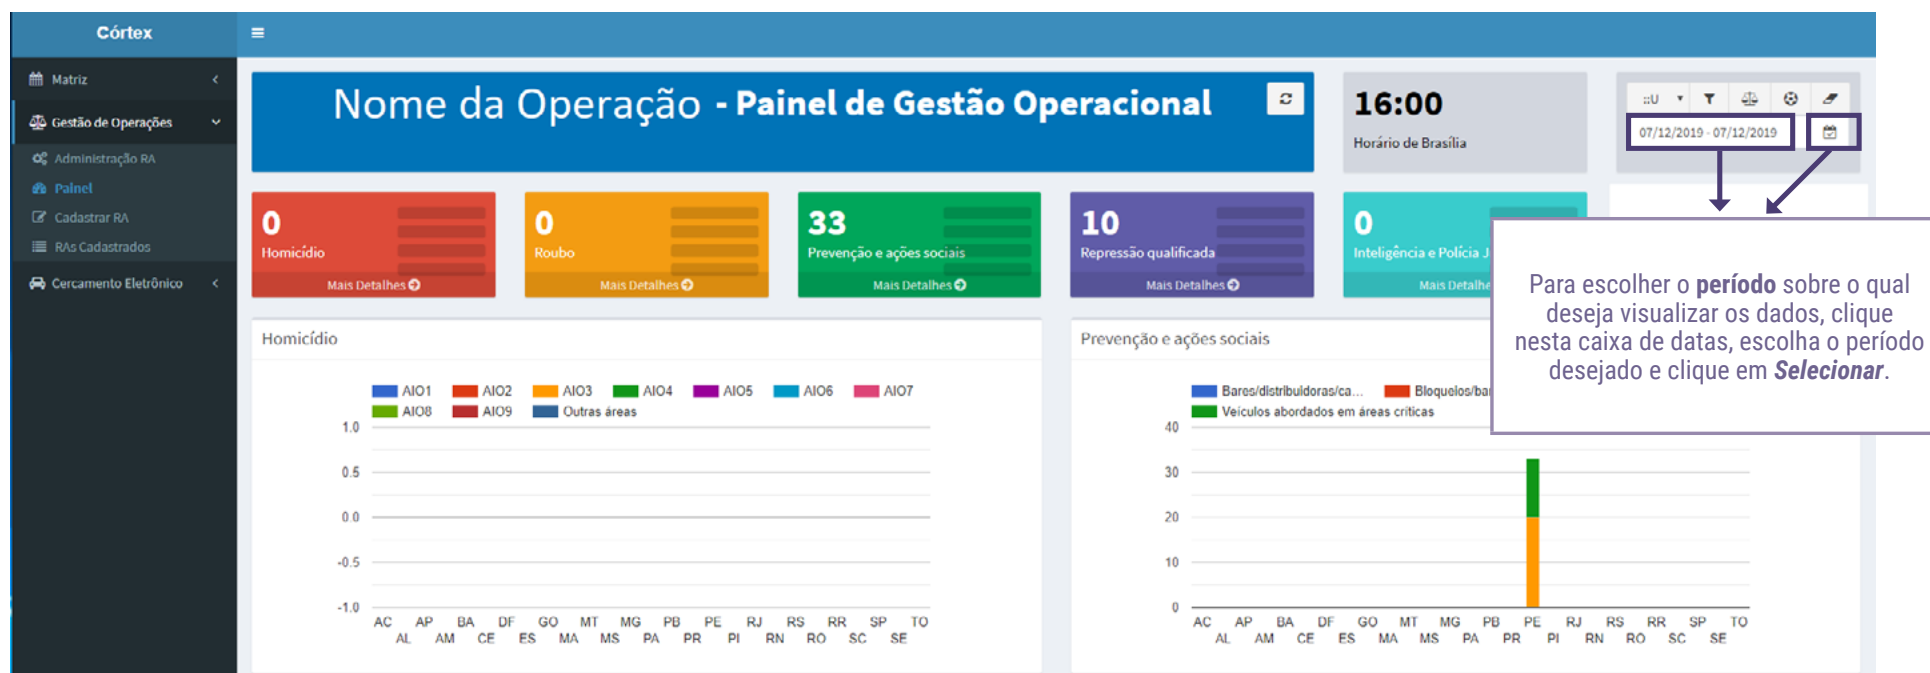 Córtex
Matriz
Gestão de Operações
Administração RA
Painel
Cadastrar RA
RAs Cadastrados
Cercamento Eletrônico
Nome da Operação - Painel de Gestão Operacional
16:00
Horário de Brasília
::U
07/12/2019 - 07/12/2019
0
Homicídio
Mais Detalhes
0
Roubo
Mais Detalhes
33
Prevenção e ações sociais
Mais Detalhes
10
Repressão qualificada
Mais Detalhes
0
Inteligência e Polícia J
Mais Detalhe
Para escolher o período sobre o qual
deseja visualizar os dados, clique
nesta caixa de datas, escolha o período
desejado e clique em Selecionar.
Homicídio
AIO1 AIO2 AIO3 AIO4 AIO5 AIO6 AIO7
AIO8 AIO9 Outras áreas
1.0
0.5
0.0
-0.5
-1.0
AC AP BA DF GO MT MG PB PE RJ RS RR SP TO
AL AM CE ES MA MS PA PR PI RN RO SC SE
Prevenção e ações sociais
Bares/distribuidoras/ca... Bloqueios/bar
Veículos abordados em áreas críticas
40
30
20
10
0
AC AP BA DF GO MT MG PB PE RJ RS RR SP TO
AL AM CE ES MA MS PA PR PI RN RO SC SE